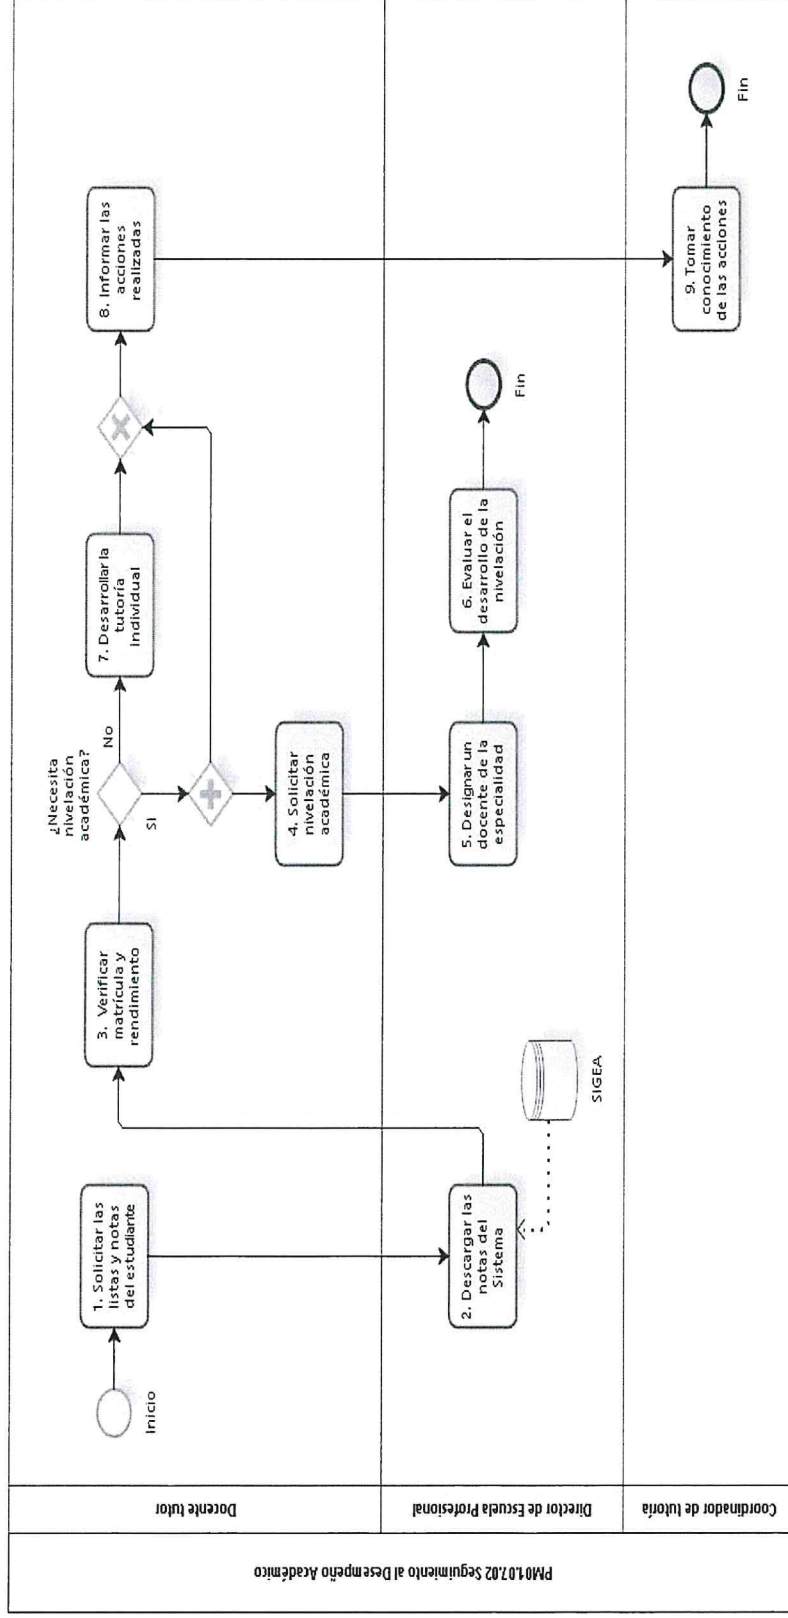 PM01.07.02 Seguimiento al Desempeño Académico
Docente tutor
Inicio
1. Solicitar las
listas y notas
del estudiante
3. Verificar
matrícula y
rendimiento
¿Necesita
nivelación
académica?
No
SI
7. Desarrollar la
tutoría
Individual
8. Informar las
acciones
realizadas
4. Solicitar
nivelación
académica
Director de Escuela Profesional
2. Descargar las
notas del
Sistema
SIGEA
5. Designar un
docente de la
especialidad
6. Evaluar el
desarrollo de la
nivelación
Fin
Coordinador de tutoría
9. Tomar
conocimiento
de las acciones
Fin